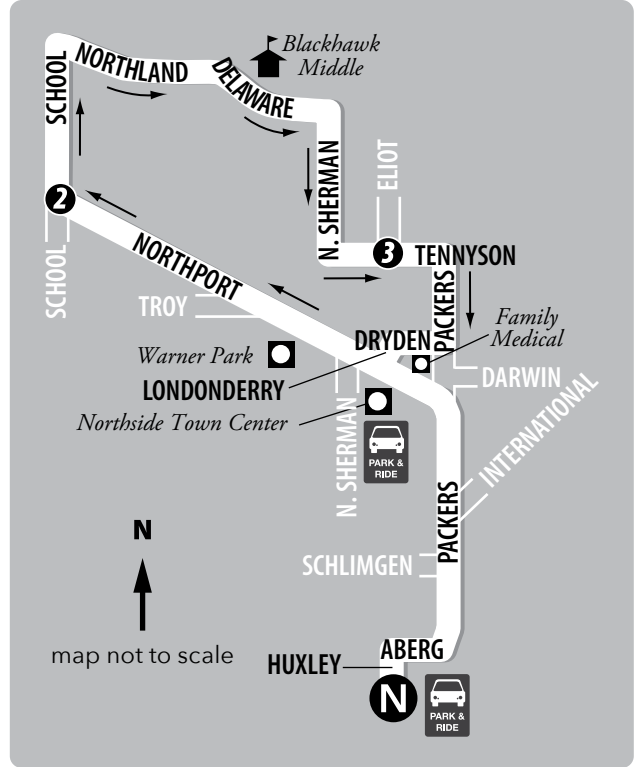 Blackhawk
Middle
NORTHLAND
DELAWARE
SCHOOL
N. SHERMAN
ELIOT
2
3
TENNYSON
SCHOOL
NORTHPORT
PACKERS
TROY
DRYDEN
Family
Medical
Warner Park
LONDONDERRY
DARWIN
Northside Town Center
N. SHERMAN
PARK &
RIDE
INTERNATIONAL
PACKERS
N
SCHLIMGEN
map not to scale
ABERG
HUXLEY
N
PARK &
RIDE